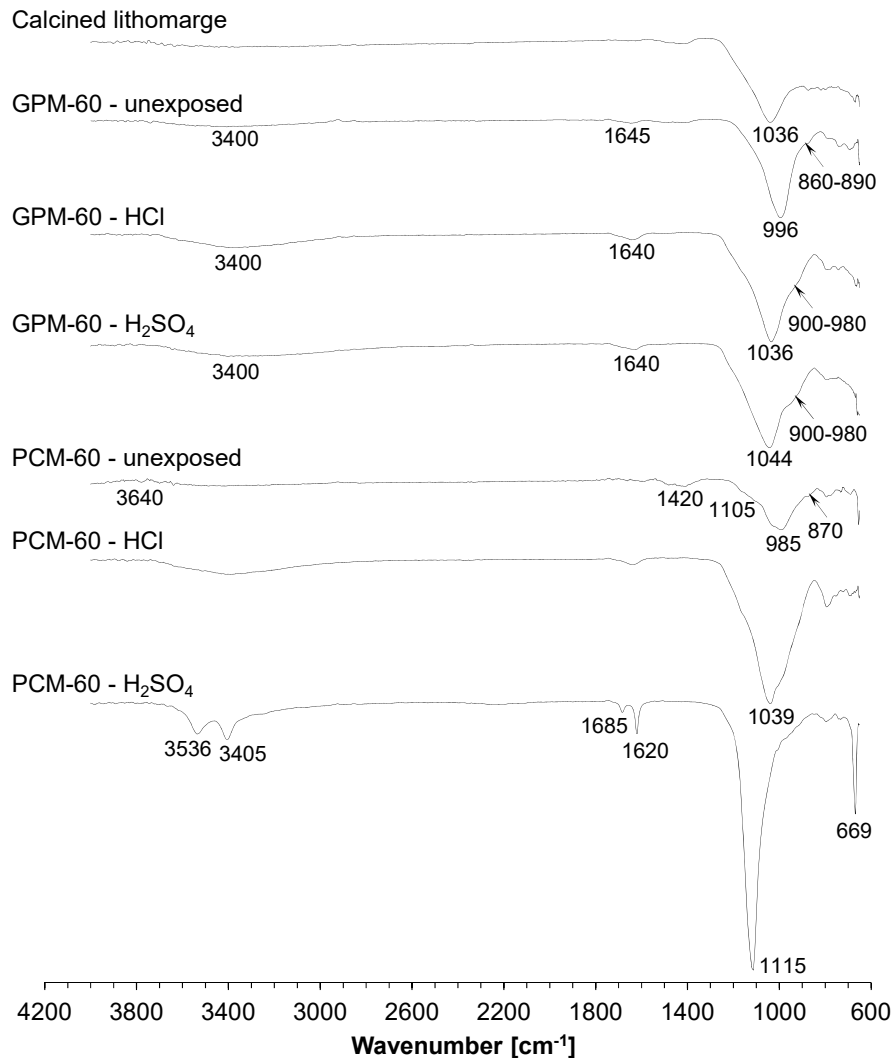 Calcined lithomarge
GPM-60 - unexposed
3400 1645 1036
860-890
996
GPM-60 - HCl
3400 1640
900-980
1036
GPM-60 - H₂SO₄
3400 1640
900-980
1044
PCM-60 - unexposed
3640 1420 1105 870
985
PCM-60 - HCl
1039
PCM-60 - H₂SO₄
3536 3405 1685 1620
669
1115
4200 3800 3400 3000 2600 2200 1800 1400 1000 600
Wavenumber [cm⁻¹]